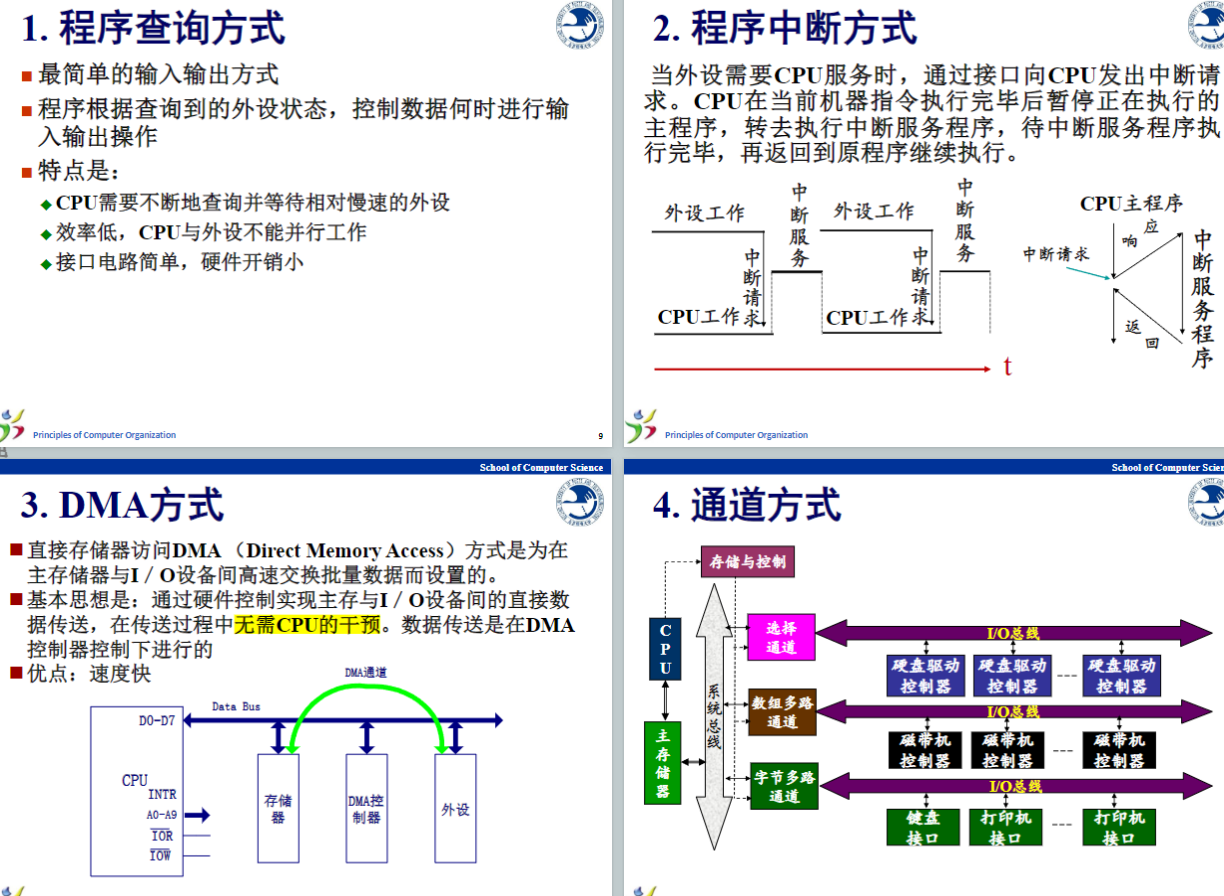 1. 程序查询方式
■ 最简单的输入输出方式
■ 程序根据查询到的外设状态，控制数据何时进行输
入输出操作
■ 特点是：
◆ CPU需要不断地查询并等待相对慢速的外设
◆ 效率低，CPU与外设不能并行工作
◆ 接口电路简单，硬件开销小
Principles of Computer Organization
9
2. 程序中断方式
当外设需要CPU服务时，通过接口向CPU发出中断请
求。CPU在当前机器指令执行完毕后暂停正在执行的
主程序，转去执行中断服务程序，待中断服务程序执
行完毕，再返回到原程序继续执行。
外设工作
中断服务
外设工作
中断服务
中断请求
中断请求
CPU工作
CPU工作
t
CPU主程序
响应
中断请求
中断服务程序
返回
Principles of Computer Organization
School of Computer Science
3. DMA方式
■ 直接存储器访问DMA （Direct Memory Access）方式是为在
主存储器与I／O设备间高速交换批量数据而设置的。
■ 基本思想是：通过硬件控制实现主存与I／O设备间的直接数
据传送，在传送过程中无需CPU的干预。数据传送是在DMA
控制器控制下进行的
■ 优点：速度快
DMA通道
Data Bus
D0-D7
CPU
INTR
A0-A9
IOR
IOW
存储
器
DMA控
制器
外设
School of Computer Scien
4. 通道方式
存储与控制
CPU
主存储器
系统总线
选择
通道
I/O总线
硬盘驱动
控制器
硬盘驱动
控制器
硬盘驱动
控制器
数组多路
通道
I/O总线
磁带机
控制器
磁带机
控制器
磁带机
控制器
字节多路
通道
I/O总线
键盘
接口
打印机
接口
打印机
接口